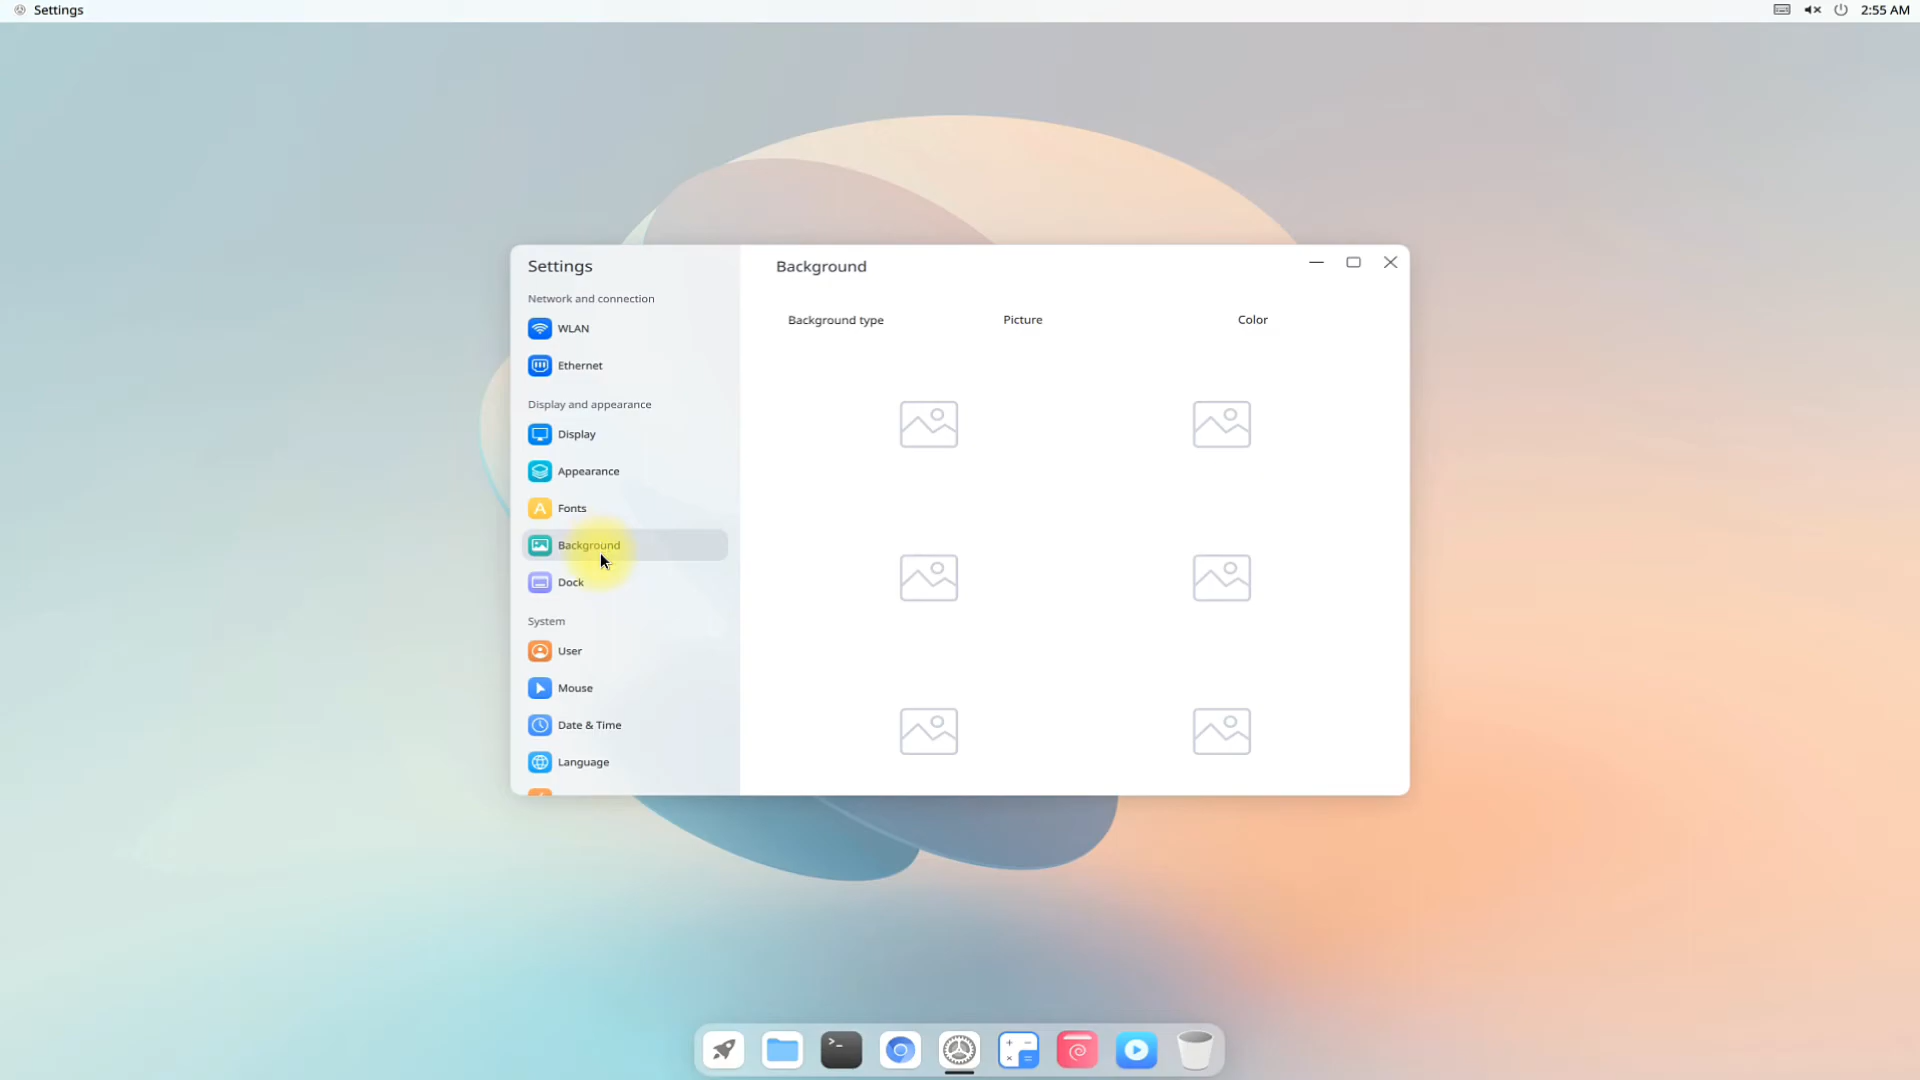 Settings
2:55 AM
Settings
Background
Network and connection
Background type
Picture
Color
WLAN
Ethernet
Display and appearance
Display
Appearance
Fonts
Background
Dock
System
User
Mouse
Date & Time
Language